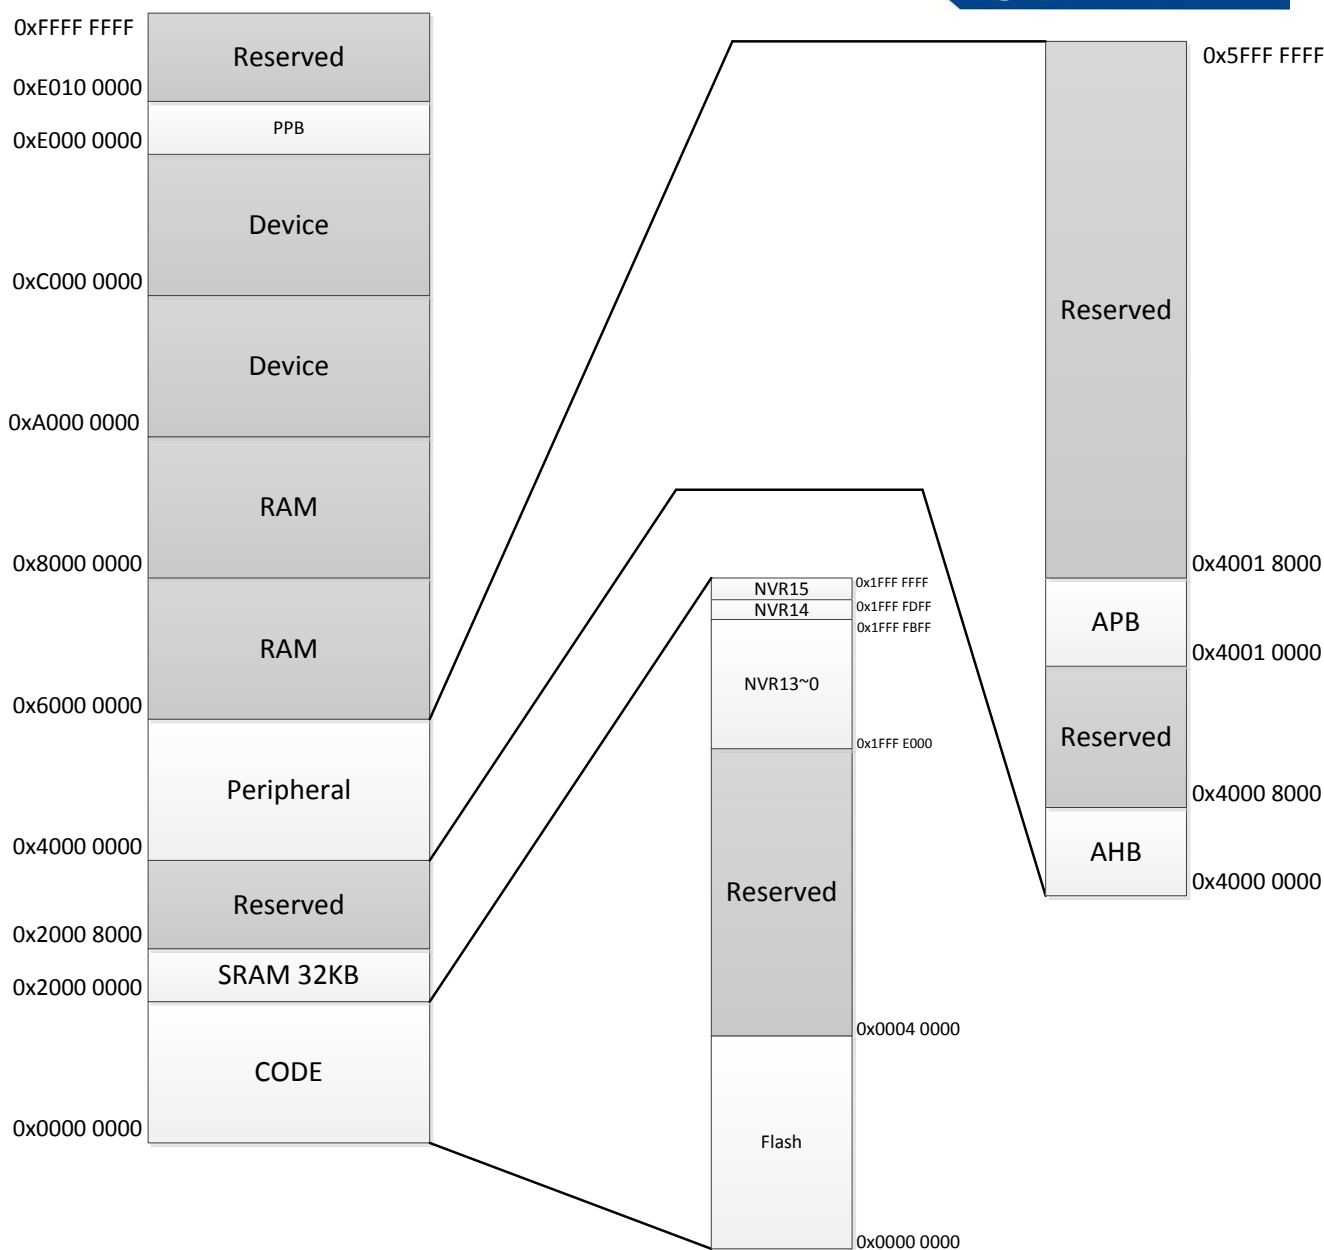 0xFFFF FFFF
Reserved
0xE010 0000
PPB
0xE000 0000
Device
0xC000 0000
Device
0xA000 0000
RAM
0x8000 0000
RAM
0x6000 0000
Peripheral
0x4000 0000
Reserved
0x2000 8000
SRAM 32KB
0x2000 0000
CODE
0x0000 0000
NVR15
0x1FFF FFFF
NVR14
0x1FFF FDFF
0x1FFF FBFF
NVR13~0
0x1FFF E000
Reserved
0x0004 0000
Flash
0x0000 0000
0x5FFF FFFF
Reserved
0x4001 8000
APB
0x4001 0000
Reserved
0x4000 8000
AHB
0x4000 0000